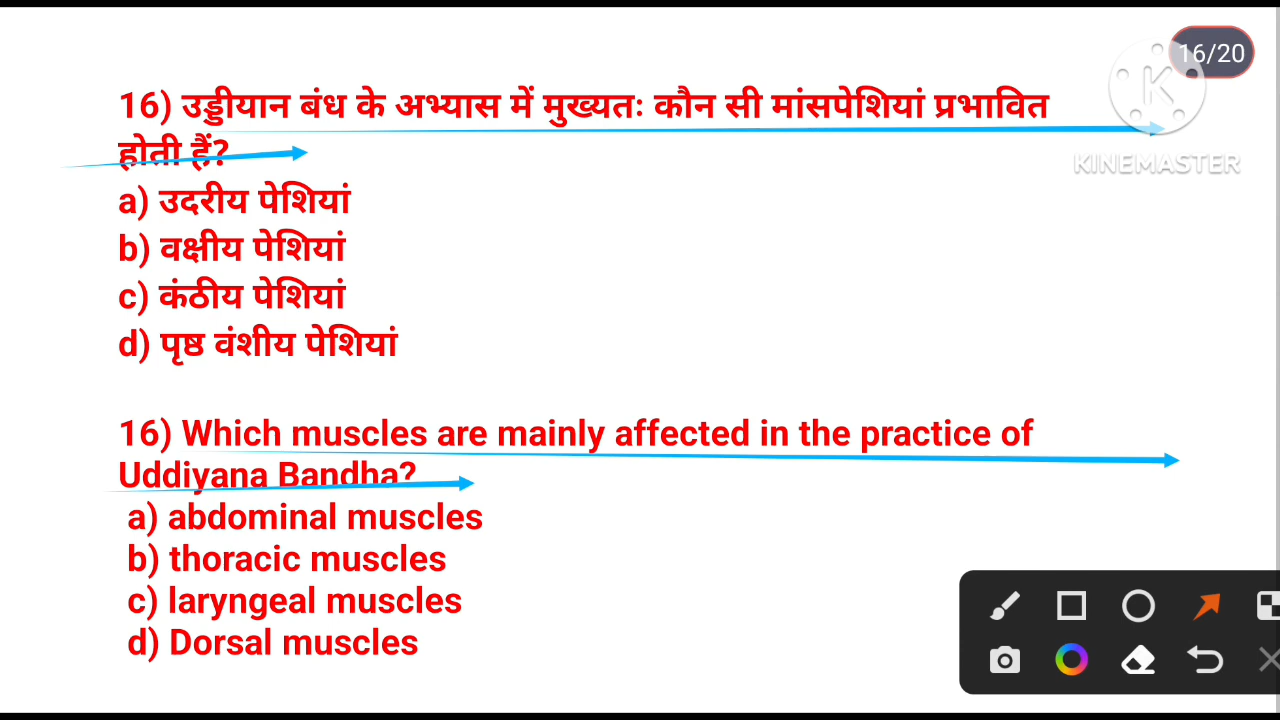 16/20
K
KINEMASTER
16) उड्डीयान बंध के अभ्यास में मुख्यतः कौन सी मांसपेशियां प्रभावित
होती हैं?
a) उदरीय पेशियां
b) वक्षीय पेशियां
c) कंठीय पेशियां
d) पृष्ठ वंशीय पेशियां
16) Which muscles are mainly affected in the practice of
Uddiyana Bandha?
a) abdominal muscles
b) thoracic muscles
c) laryngeal muscles
d) Dorsal muscles